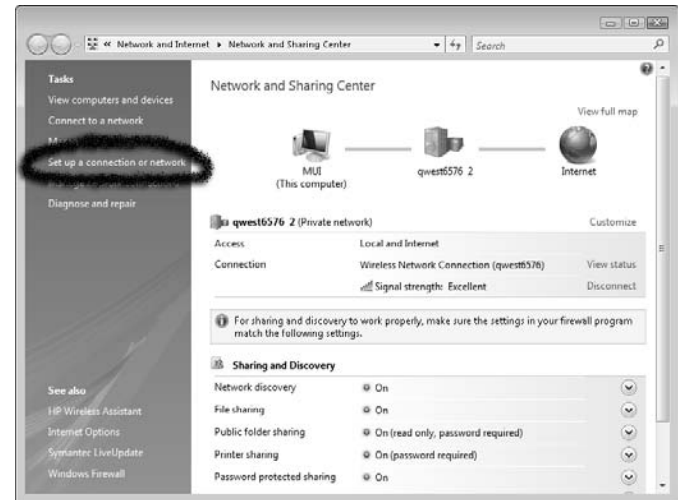 « Network and Internet ▸ Network and Sharing Center
Search
Tasks
View computers and devices
Connect to a network
Set up a connection or network
Diagnose and repair
See also
HP Wireless Assistant
Internet Options
Symantec LiveUpdate
Windows Firewall
Network and Sharing Center
View full map
MUI
(This computer)
qwest6576 2
Internet
qwest6576 2 (Private network)
Customize
Access
Local and Internet
Connection
Wireless Network Connection (qwest6576)
View status
Signal strength: Excellent
Disconnect
For sharing and discovery to work properly, make sure the settings in your firewall program
match the following settings.
Sharing and Discovery
Network discovery
On
File sharing
On
Public folder sharing
On (read only, password required)
Printer sharing
On (password required)
Password protected sharing
On